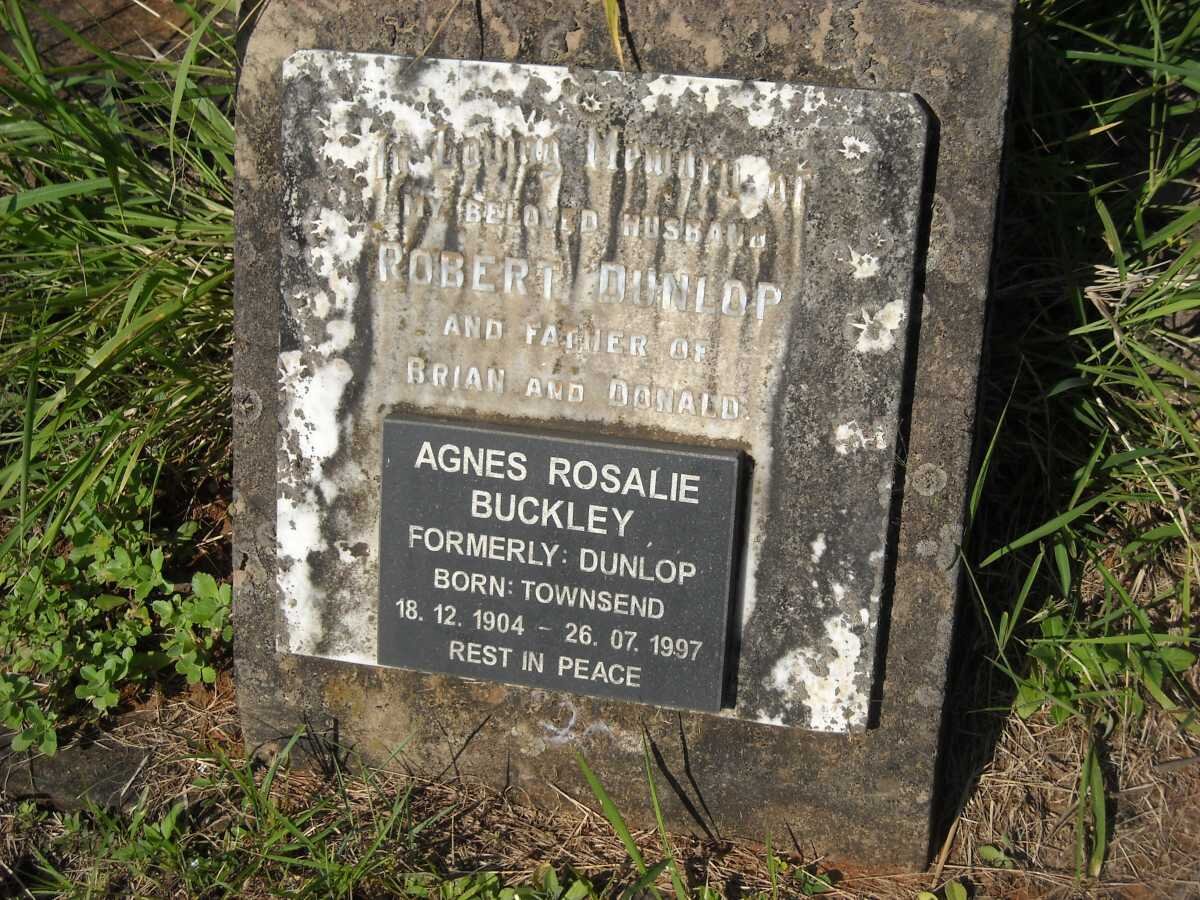 In Loving Memory of
MY BELOVED HUSBAND
ROBERT DUNLOP
AND FATHER OF
BRIAN AND DONALD.
AGNES ROSALIE
BUCKLEY
FORMERLY: DUNLOP
BORN: TOWNSEND
18. 12. 1904 – 26. 07. 1997
REST IN PEACE